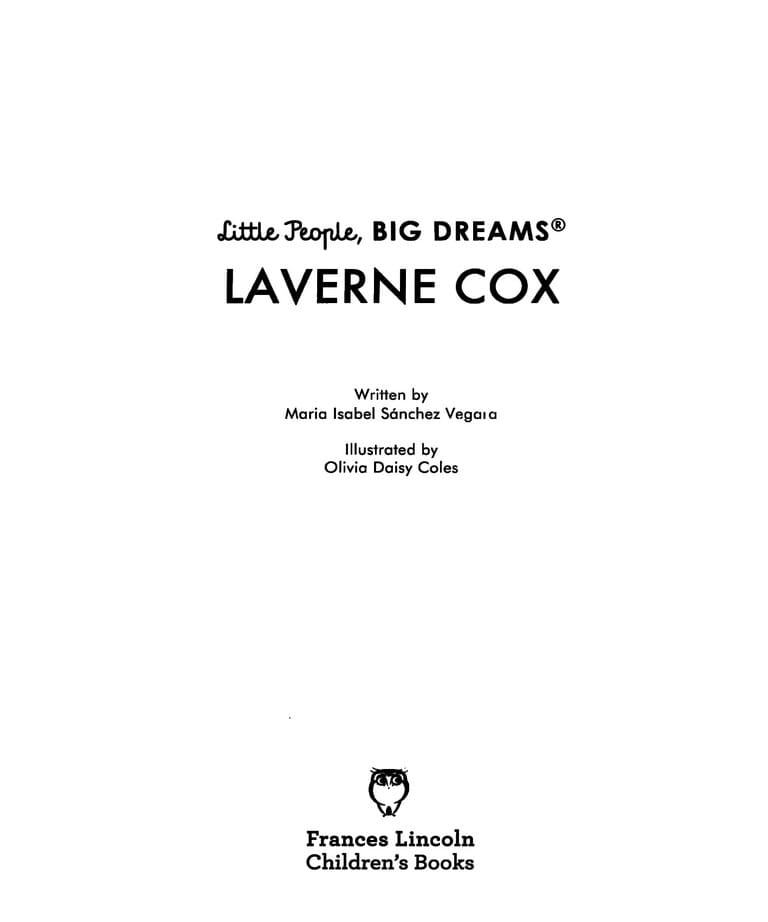 Little People, BIG DREAMS®
LAVERNE COX
Written by
Maria Isabel Sánchez Vegara
Illustrated by
Olivia Daisy Coles
Frances Lincoln
Children's Books